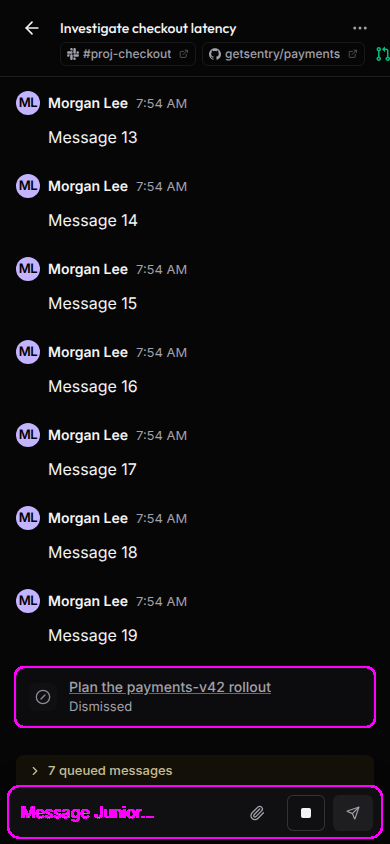 Investigate checkout latency
#proj-checkout getsentry/payments
ML Morgan Lee 7:54 AM
Message 13
ML Morgan Lee 7:54 AM
Message 14
ML Morgan Lee 7:54 AM
Message 15
ML Morgan Lee 7:54 AM
Message 16
ML Morgan Lee 7:54 AM
Message 17
ML Morgan Lee 7:54 AM
Message 18
ML Morgan Lee 7:54 AM
Message 19
Plan the payments-v42 rollout
Dismissed
7 queued messages
Message Junior...